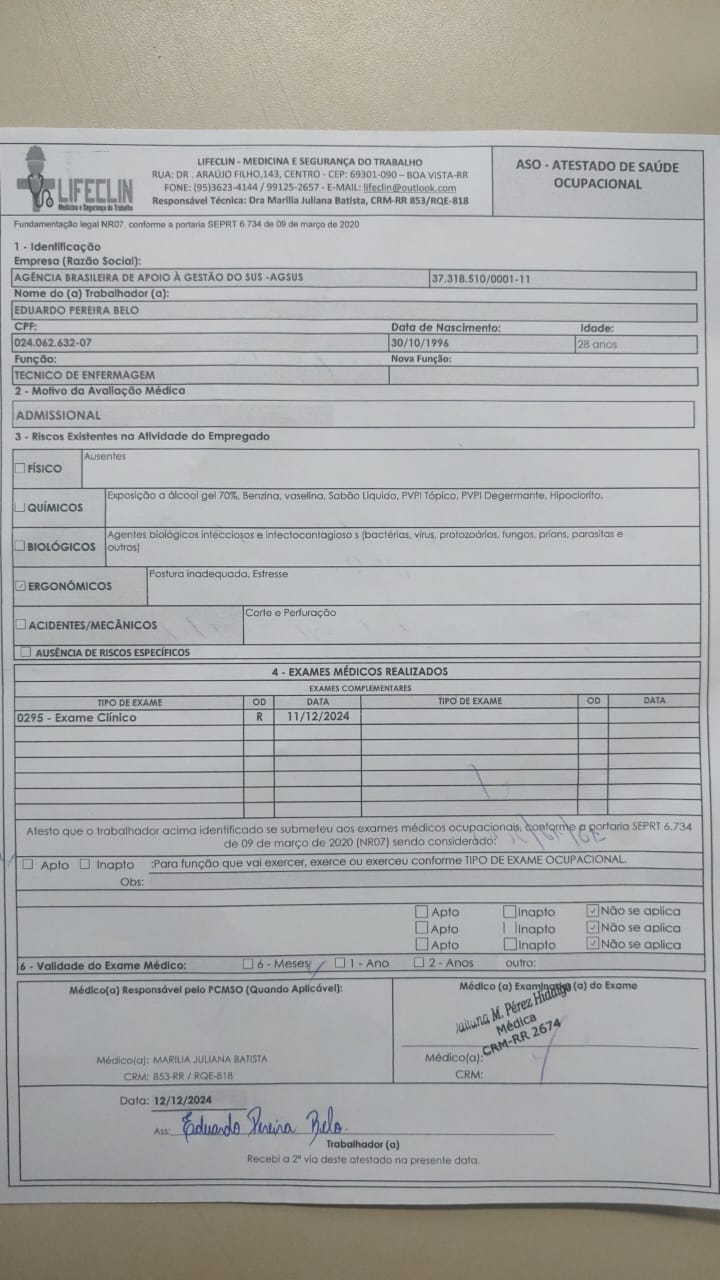 LIFECLIN
Medicina e Segurança do Trabalho
LIFECLIN - MEDICINA E SEGURANÇA DO TRABALHO
RUA: DR . ARAÚJO FILHO,143, CENTRO - CEP: 69301-090 – BOA VISTA-RR
FONE: (95)3623-4144 / 99125-2657 - E-MAIL: lifeclin@outlook.com
Responsável Técnica: Dra Marilia Juliana Batista, CRM-RR 853/RQE-818
ASO - ATESTADO DE SAÚDE
OCUPACIONAL
Fundamentação legal NR07, conforme a portaria SEPRT 6.734 de 09 de março de 2020
1 - Identificação
Empresa (Razão Social):
AGÊNCIA BRASILEIRA DE APOIO À GESTÃO DO SUS -AGSUS 37.318.510/0001-11
Nome do (a) Trabalhador (a):
EDUARDO PEREIRA BELO
CPF: Data de Nascimento: Idade:
024.062.632-07 30/10/1996 28 anos
Função: Nova Função:
TECNICO DE ENFERMAGEM
2 - Motivo da Avaliação Médica
ADMISSIONAL
3 - Riscos Existentes na Atividade do Empregado
FÍSICO Ausentes
QUÍMICOS Exposição a álcool gel 70%, Benzina, vaselina, Sabão Liquido, PVPI Tópico, PVPI Degermante, Hipoclorito.
BIOLÓGICOS Agentes biológicos infecciosos e infectocontagioso s (bactérias, vírus, protozoários, fungos, príons, parasitas e
outros)
ERGONÔMICOS Postura inadequada, Estresse
ACIDENTES/MECÂNICOS Corte e Perfuração
AUSÊNCIA DE RISCOS ESPECÍFICOS
4 - EXAMES MÉDICOS REALIZADOS
EXAMES COMPLEMENTARES
TIPO DE EXAME OD DATA TIPO DE EXAME OD DATA
0295 - Exame Clínico R 11/12/2024
Atesto que o trabalhador acima identificado se submeteu aos exames médicos ocupacionais, conforme a portaria SEPRT 6.734
de 09 de março de 2020 (NR07) sendo considerado:
Apto Inapto :Para função que vai exercer, exerce ou exerceu conforme TIPO DE EXAME OCUPACIONAL.
Obs:
Apto Inapto Não se aplica
Apto Inapto Não se aplica
Apto Inapto Não se aplica
6 - Validade do Exame Médico: 6 - Meses 1 - Ano 2 - Anos outro:
Médico(a) Responsável pelo PCMSO (Quando Aplicável):
Médico(a): MARILIA JULIANA BATISTA
CRM: 853-RR / RQE-818
Médico (a) Examinador (a) do Exame
Juliana M. Pérez Hidalgo
Médica
CRM-RR 2674
Médico(a):
CRM:
Data: 12/12/2024
Ass: Eduardo Pereira Belo.
Trabalhador (a)
Recebi a 2ª via deste atestado na presente data.